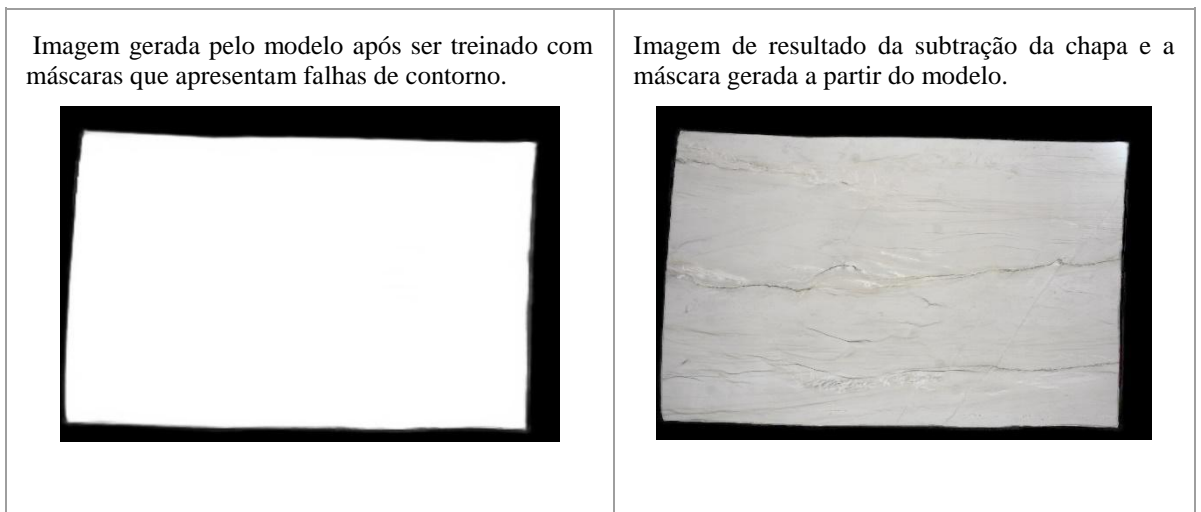 Imagem gerada pelo modelo após ser treinado com
máscaras que apresentam falhas de contorno.
Imagem de resultado da subtração da chapa e a
máscara gerada a partir do modelo.